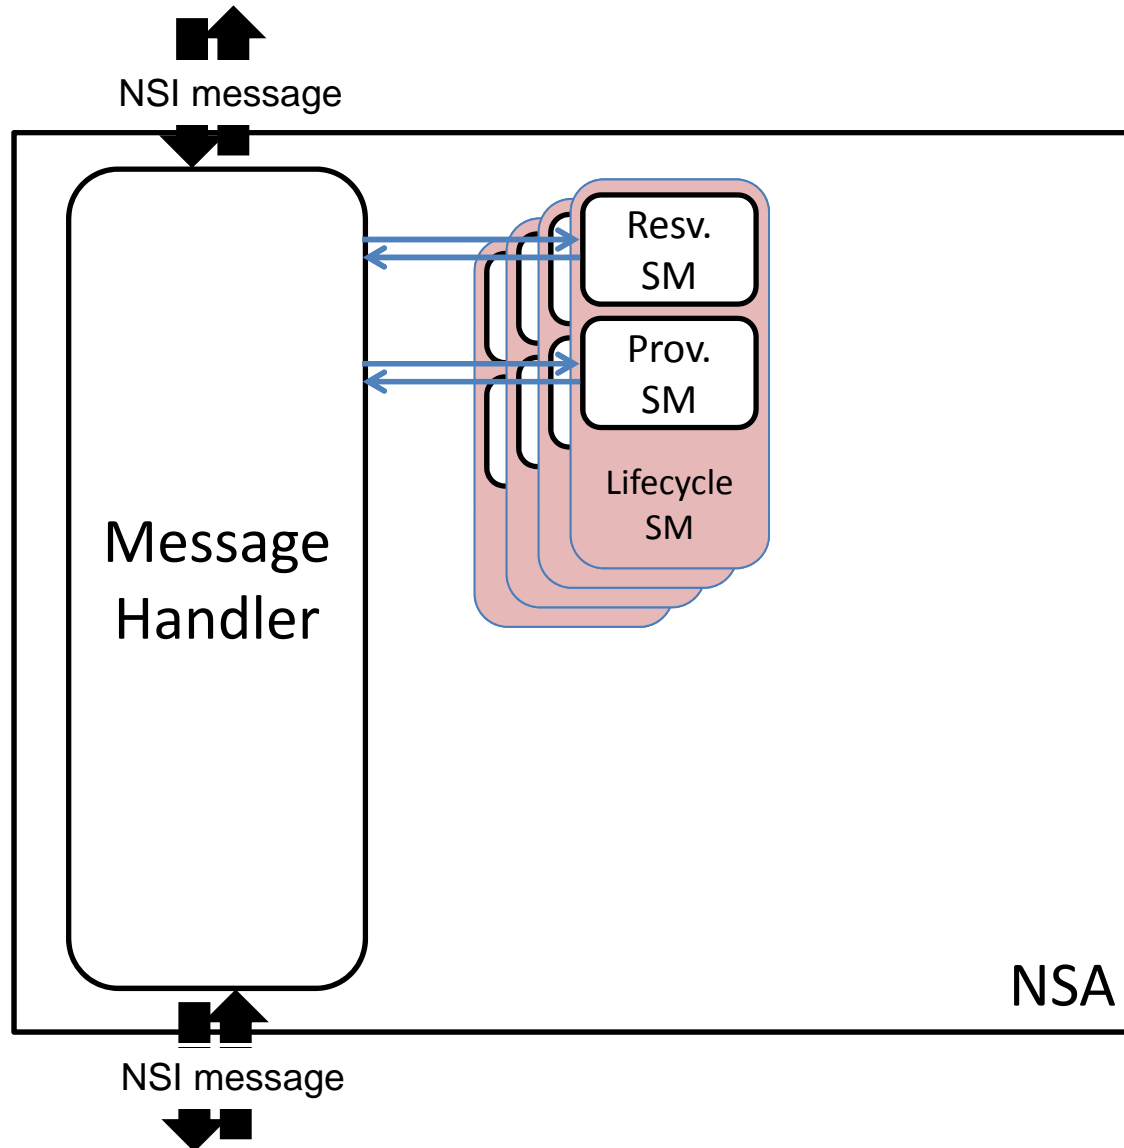 NSI message
Resv.
SM
Prov.
SM
Lifecycle
SM
Message
Handler
NSA
NSI message